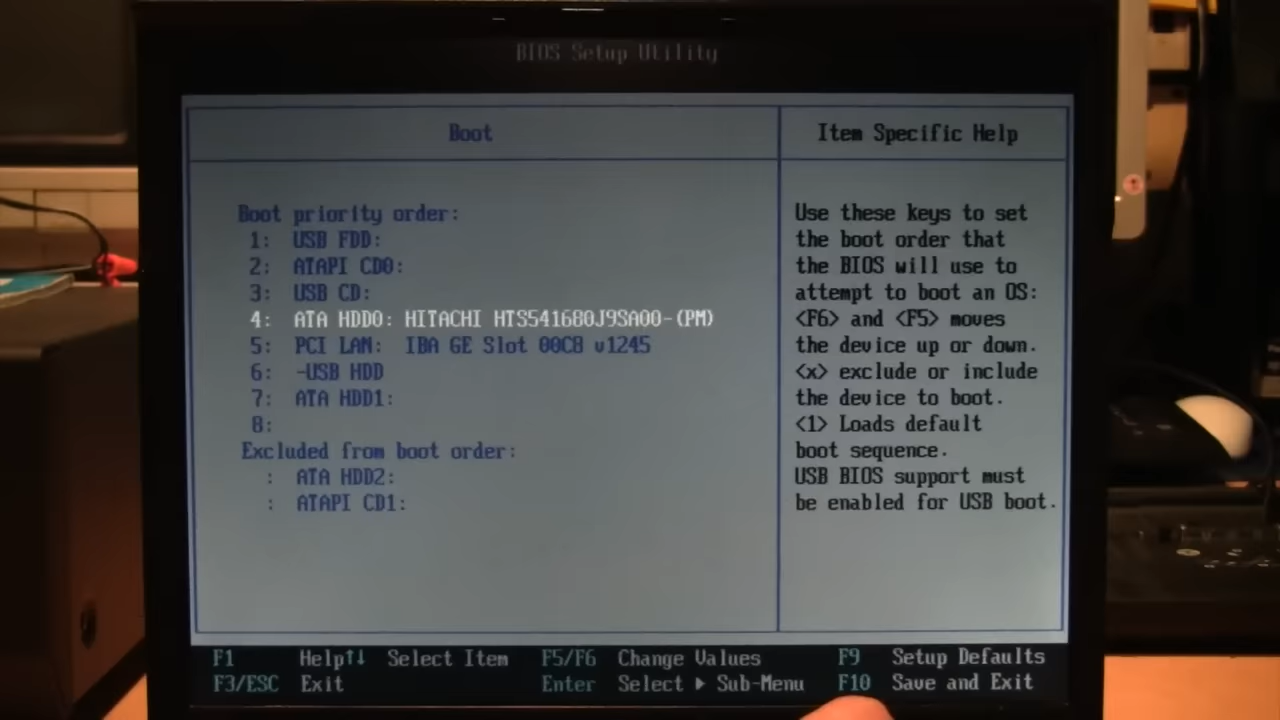 BIOS Setup Utility
Boot
Boot priority order:
1: USB FDD:
2: ATAPI CD0:
3: USB CD:
4: ATA HDD0: HITACHI HTS541680J9SA00-(PM)
5: PCI LAN: IBA GE Slot 00C8 v1245
6: -USB HDD
7: ATA HDD1:
8:
Excluded from boot order:
: ATA HDD2:
: ATAPI CD1:
Item Specific Help
Use these keys to set
the boot order that
the BIOS will use to
attempt to boot an OS:
<F6> and <F5> moves
the device up or down.
<x> exclude or include
the device to boot.
<1> Loads default
boot sequence.
USB BIOS support must
be enabled for USB boot.
F1 Help↑↓ Select Item F5/F6 Change Values F9 Setup Defaults
F3/ESC Exit Enter Select ▶ Sub-Menu F10 Save and Exit